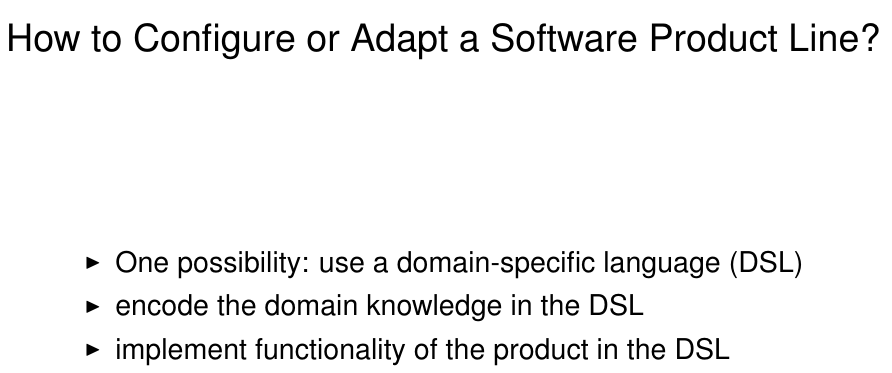 How to Configure or Adapt a Software Product Line?
▶ One possibility: use a domain-specific language (DSL)
▶ encode the domain knowledge in the DSL
▶ implement functionality of the product in the DSL